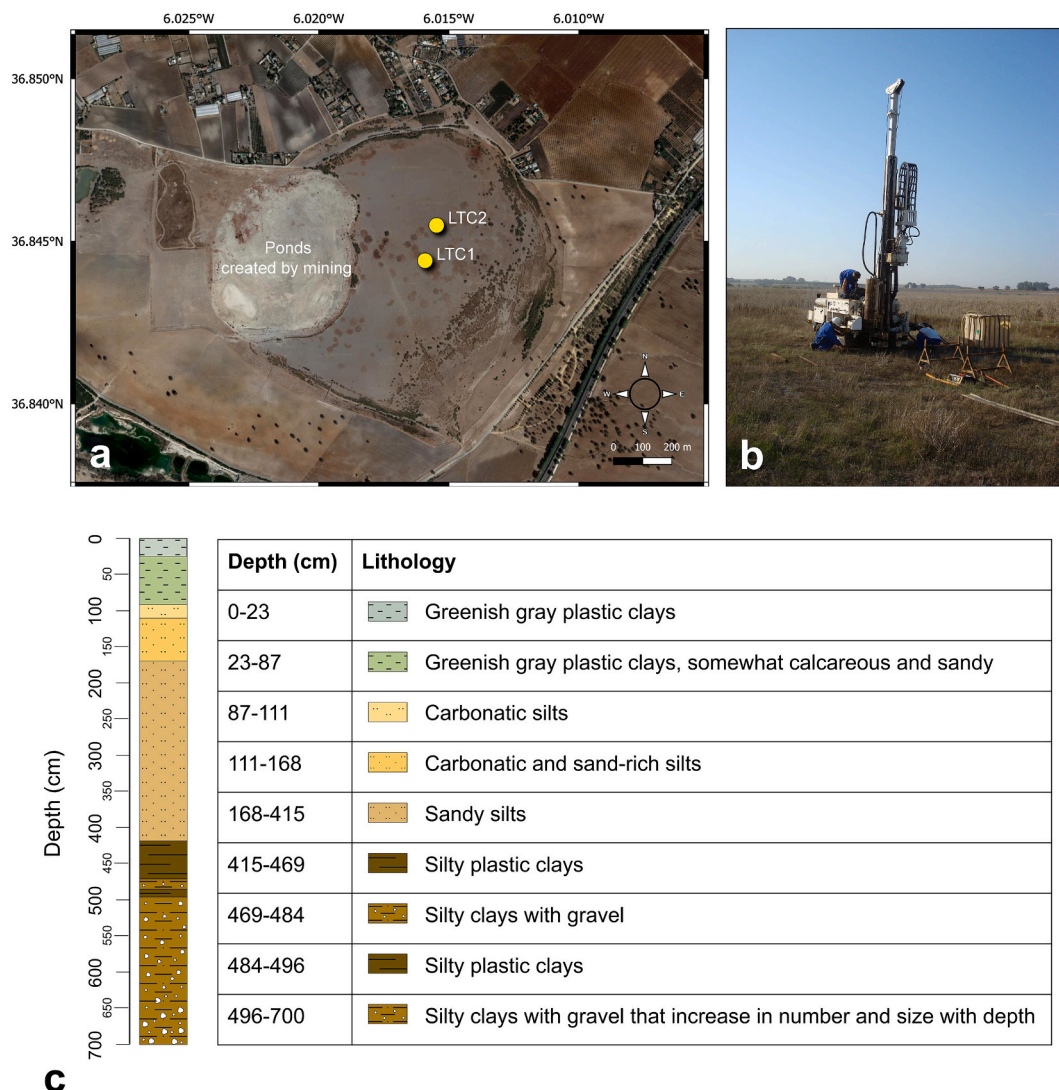 6.025°W 6.020°W 6.015°W 6.010°W
36.850°N
36.845°N
36.840°N
LTC2
LTC1
Ponds
created by mining
N
W E
S
0 100 200 m
a
b
Depth (cm)
0
50
100
150
200
250
300
350
400
450
500
550
600
650
700
Depth (cm) Lithology
0-23 Greenish gray plastic clays
23-87 Greenish gray plastic clays, somewhat calcareous and sandy
87-111 Carbonatic silts
111-168 Carbonatic and sand-rich silts
168-415 Sandy silts
415-469 Silty plastic clays
469-484 Silty clays with gravel
484-496 Silty plastic clays
496-700 Silty clays with gravel that increase in number and size with depth
c